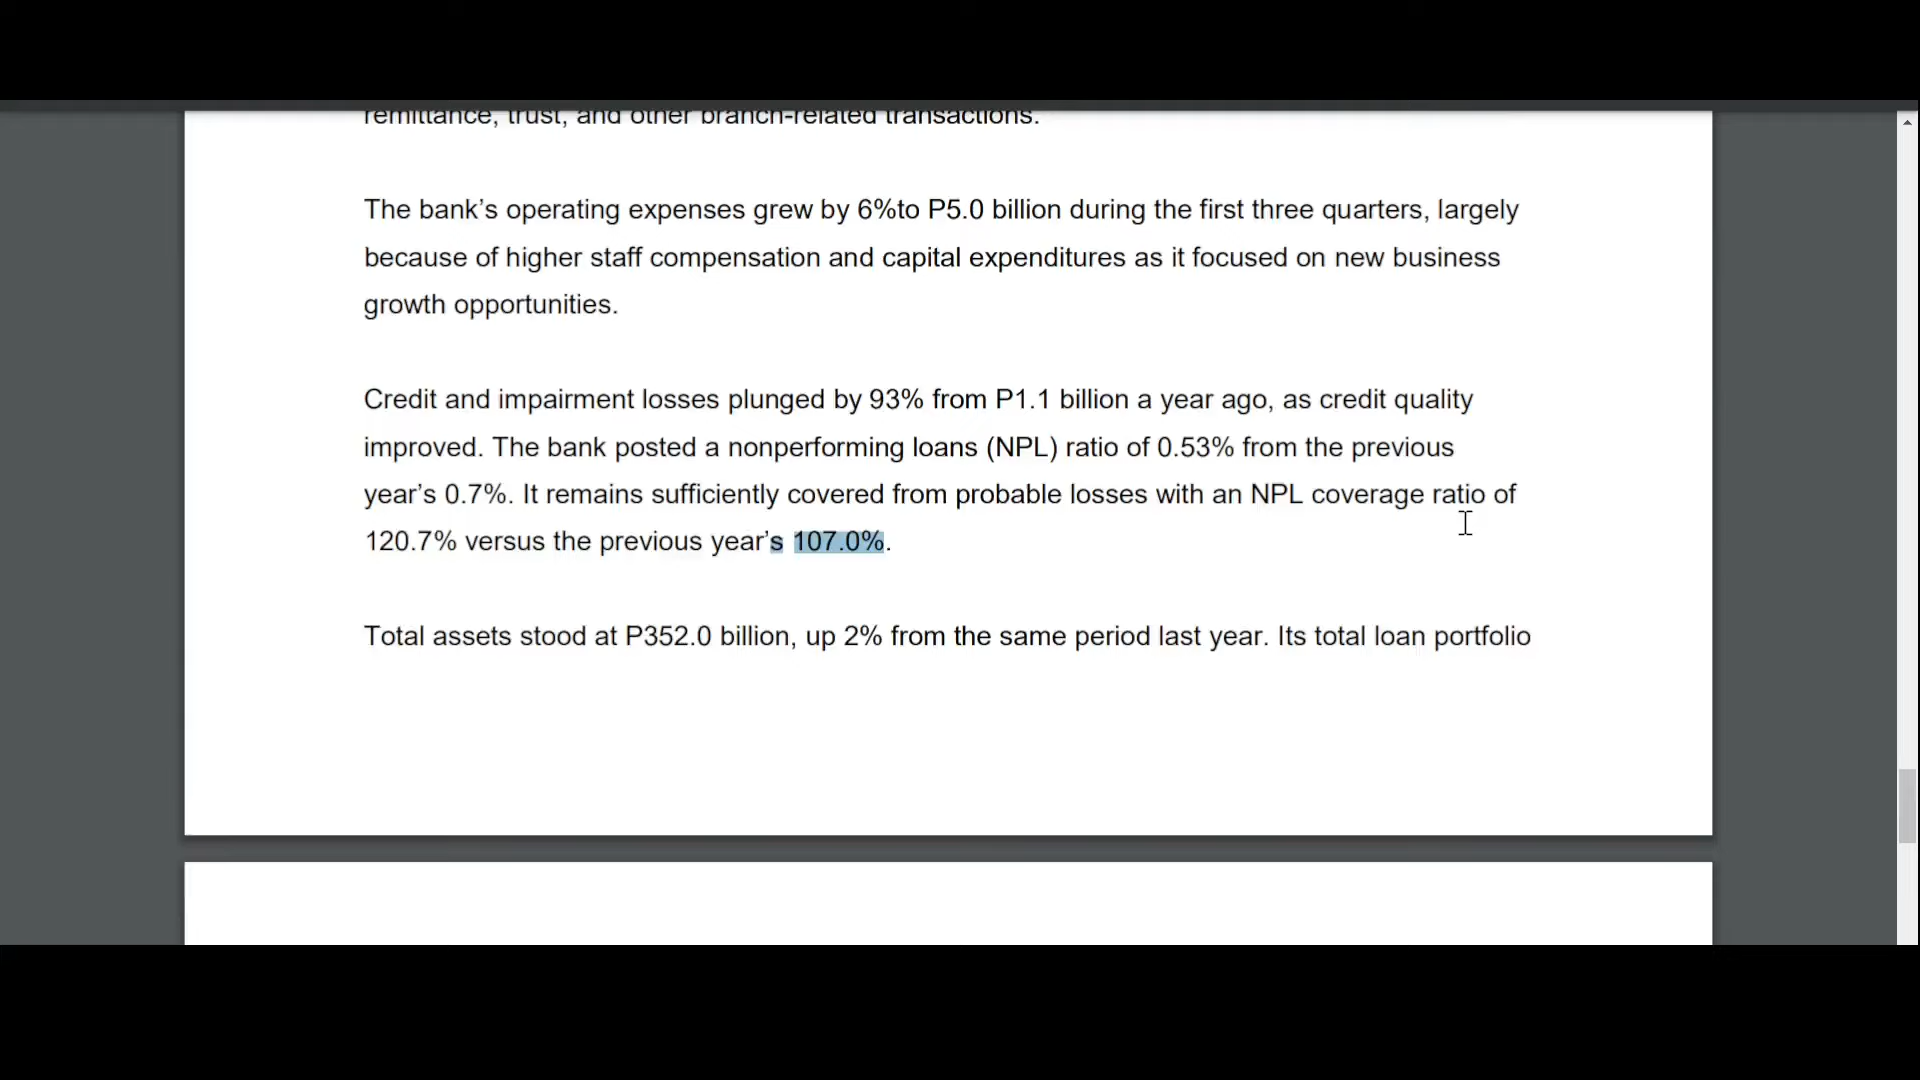 remittance, trust, and other branch-related transactions.
The bank’s operating expenses grew by 6%to P5.0 billion during the first three quarters, largely
because of higher staff compensation and capital expenditures as it focused on new business
growth opportunities.
Credit and impairment losses plunged by 93% from P1.1 billion a year ago, as credit quality
improved. The bank posted a nonperforming loans (NPL) ratio of 0.53% from the previous
year’s 0.7%. It remains sufficiently covered from probable losses with an NPL coverage ratio of
120.7% versus the previous year’s 107.0%.
Total assets stood at P352.0 billion, up 2% from the same period last year. Its total loan portfolio